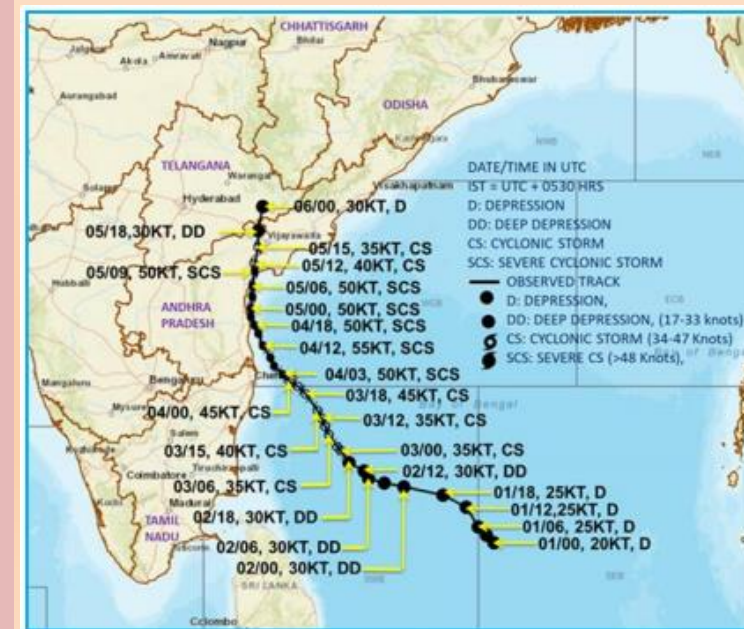 CHHATTISGARH
Bhilai
Nagpur
Jalgaon
Akola
Amravati
Aurangabad
Bhubaneshwar
ODISHA
TELANGANA
Warangal
Hyderabad
Visakhapatnam
DATE/TIME IN UTC
IST = UTC + 0530 HRS
D: DEPRESSION
DD: DEEP DEPRESSION
CS: CYCLONIC STORM
SCS: SEVERE CYCLONIC STORM
OBSERVED TRACK
D: DEPRESSION,
DD: DEEP DEPRESSION, (17-33 knots)
CS: CYCLONIC STORM (34-47 Knots)
SCS: SEVERE CS (>48 Knots),
06/00, 30KT, D
05/18,30KT, DD
Vijayawada
05/15, 35KT, CS
05/12, 40KT, CS
05/09, 50KT, SCS
Hubballi
05/06, 50KT, SCS
ANDHRA
PRADESH
05/00, 50KT, SCS
04/18, 50KT, SCS
04/12, 55KT, SCS
Mangaluru
Bengaluru
04/03, 50KT, SCS
03/18, 45KT, CS
Bay of Bengal
04/00, 45KT, CS
03/12, 35KT, CS
Salem
03/15, 40KT, CS
Kozhikode
Coimbatore
Tiruchirappalli
03/00, 35KT, CS
02/12, 30KT, DD
03/06, 35KT, CS
Kochi
Madurai
01/18, 25KT, D
02/18, 30KT, DD
01/12,25KT, D
TAMIL
NADU
01/06, 25KT, D
02/06, 30KT, DD
01/00, 20KT, D
02/00, 30KT, DD
SRI LANKA
Colombo